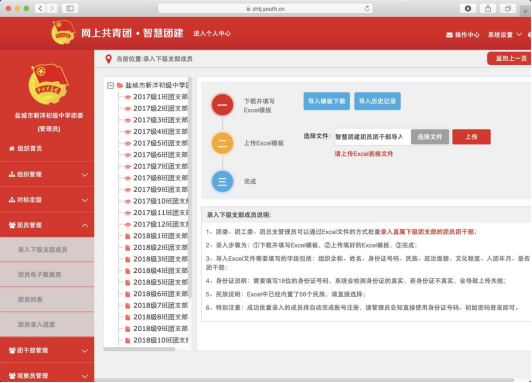 zhtj.youth.cn
网上共青团·智慧团建
进入个人中心
操作中心
系统设置
当前位置:录入下级支部成员
返回上一页
盐城市新洋初级中学团委
(管理员)
组织首页
组织管理
对标定级
团员管理
录入下级支部成员
团员电子数据库
团员列表
团员录入进度
团干部管理
观察员管理
盐城市新洋初级中学团
2017级1班团支部
2017级2班团支部
2017级3班团支部
2017级4班团支部
2017级5班团支部
2017级6班团支部
2017级7班团支部
2017级8班团支部
2017级9班团支部
2017级10班团支
2017级11班团支
2017级12班团支
2018级1班团支部
2018级2班团支部
2018级3班团支部
2018级4班团支部
2018级5班团支部
2018级6班团支部
2018级7班团支部
2018级8班团支部
2018级9班团支部
2018级10班团支
一
下载并填写
Excel模板
导入模板下载
导入历史记录
二
上传Excel模板
选择文件:
智慧团建团员团干部导入
选择文件
上传
请上传Excel表格文件
三
完成
录入下级支部成员说明:
1、团委、团工委、团总支管理员可以通过Excel文件的方式批量录入直属下级团支部的团员团干部;
2、录入步骤为:①下载并填写Excel模板、②上传填好的Excel模板、③完成;
3、导入Excel文件需要填写的字段包括:组织全称、姓名、身份证号码、民族、政治面貌、文化程度、入团年月、是否
团干部;
4、身份证说明:需要填写18位的身份证号码,系统会检测身份证的真实,若身份证不真实,会导致上传失败;
5、民族说明:Excel中已经内置了56个民族,请直接选择;
6、特别注意:成功批量录入的成员将自动完成账号注册,请管理员告知直接使用身份证号码、初始密码登录即可。